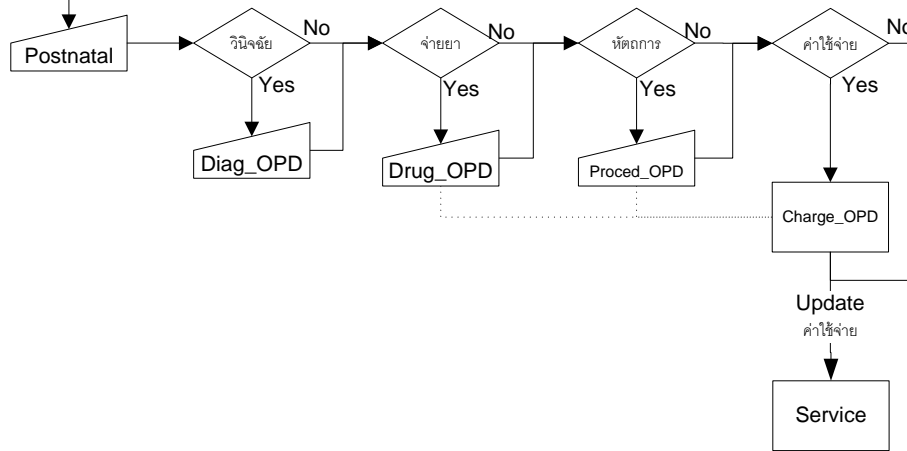 Postnatal
วินิจฉัย
No
จ่ายยา
No
หัตถการ
No
ค่าใช้จ่าย
No
Yes
Yes
Yes
Yes
Diag_OPD
Drug_OPD
Proced_OPD
Charge_OPD
Update
ค่าใช้จ่าย
Service